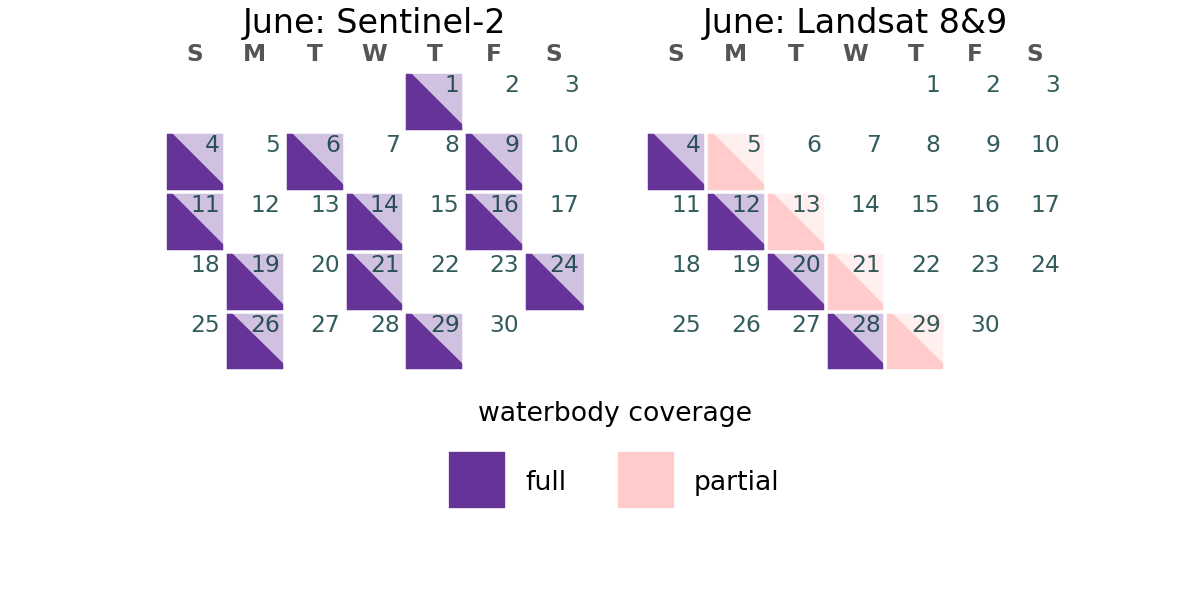 June: Sentinel-2
S M T W T F S
1 2 3
4 5 6 7 8 9 10
11 12 13 14 15 16 17
18 19 20 21 22 23 24
25 26 27 28 29 30
June: Landsat 8&9
S M T W T F S
1 2 3
4 5 6 7 8 9 10
11 12 13 14 15 16 17
18 19 20 21 22 23 24
25 26 27 28 29 30
waterbody coverage
full partial